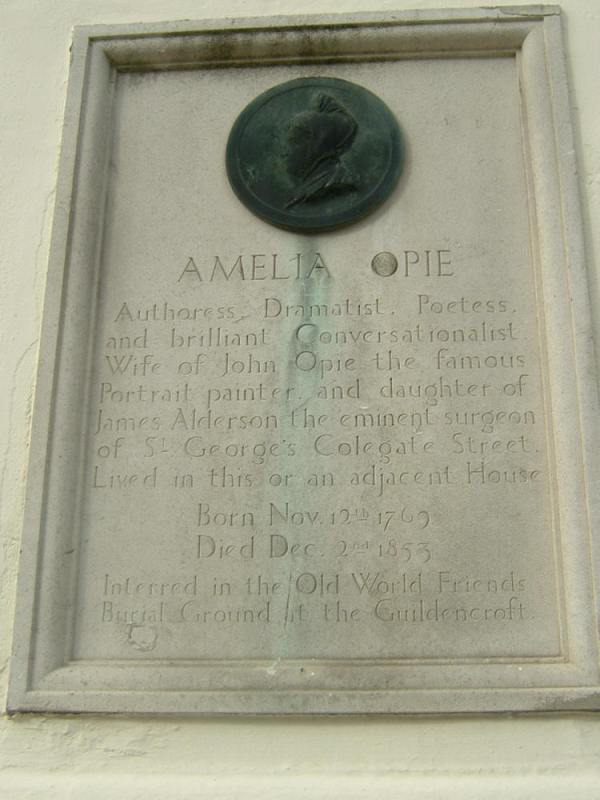 AMELIA OPIE
Authoress, Dramatist, Poetess,
and brilliant Conversationalist.
Wife of John Opie the famous
Portrait painter, and daughter of
James Alderson the eminent surgeon
of St. George's Colegate Street.
Lived in this or an adjacent House
Born Nov. 12th 1769
Died Dec. 2nd 1853
Interred in the Old World Friends
Burial Ground at the Guildencroft.